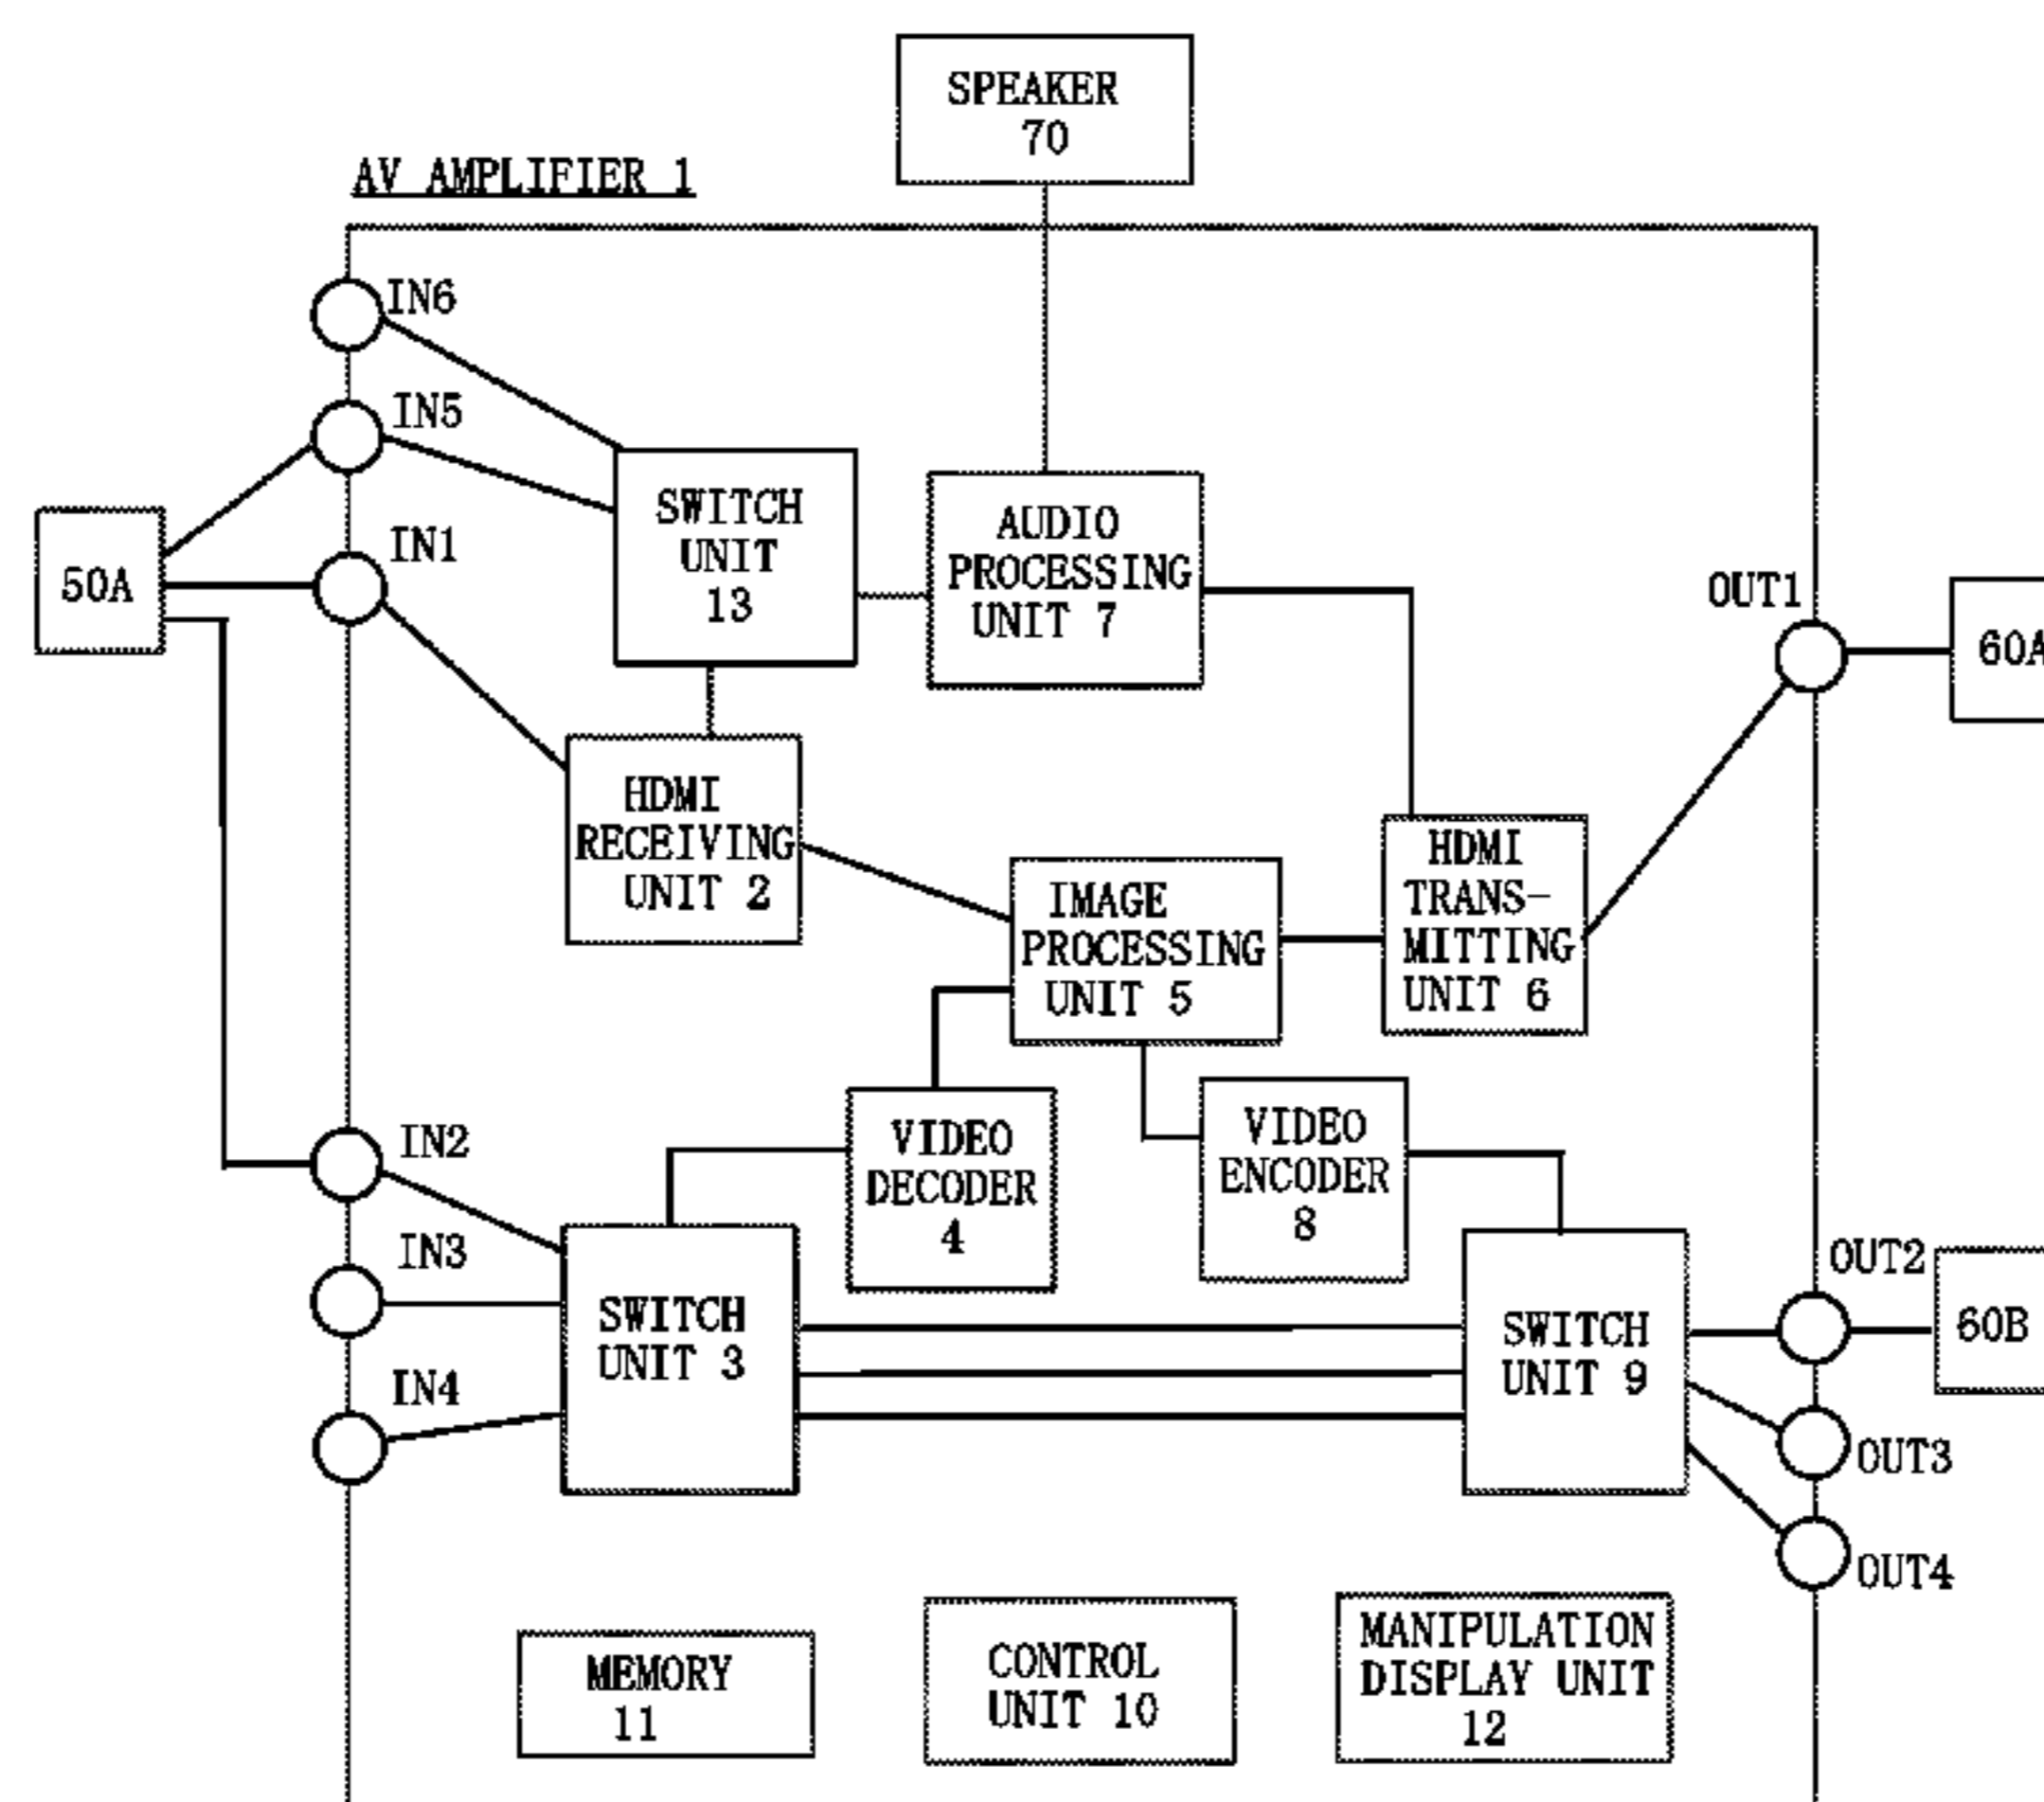 SPEAKER
70
AV AMPLIFIER 1
IN6
IN5
IN1
50A
SWITCH
UNIT
13
AUDIO
PROCESSING
UNIT 7
OUT1
60A
HDMI
RECEIVING
UNIT 2
IMAGE
PROCESSING
UNIT 5
HDMI
TRANS-
MITTING
UNIT 6
IN2
IN3
IN4
VIDEO
DECODER
4
VIDEO
ENCODER
8
SWITCH
UNIT 3
SWITCH
UNIT 9
OUT2
60B
OUT3
OUT4
MEMORY
11
CONTROL
UNIT 10
MANIPULATION
DISPLAY UNIT
12